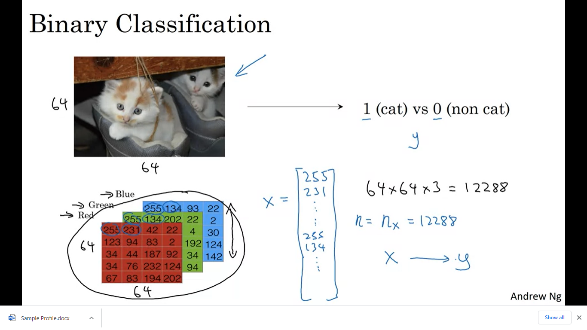 Binary Classification
64
64
1 (cat) vs 0 (non cat)
y
Blue
Green
Red
255 134 93 22
255 134 202 22 2
255 231 42 22 4 30
123 94 83 2 192 124
34 44 187 92 34 142
34 76 232 124 94
67 83 194 202
64
64
x =
255
231
⋮
255
134
⋮
64×64×3 = 12288
n = nx = 12288
x → y
Andrew Ng
Sample Profile.docx
Show all